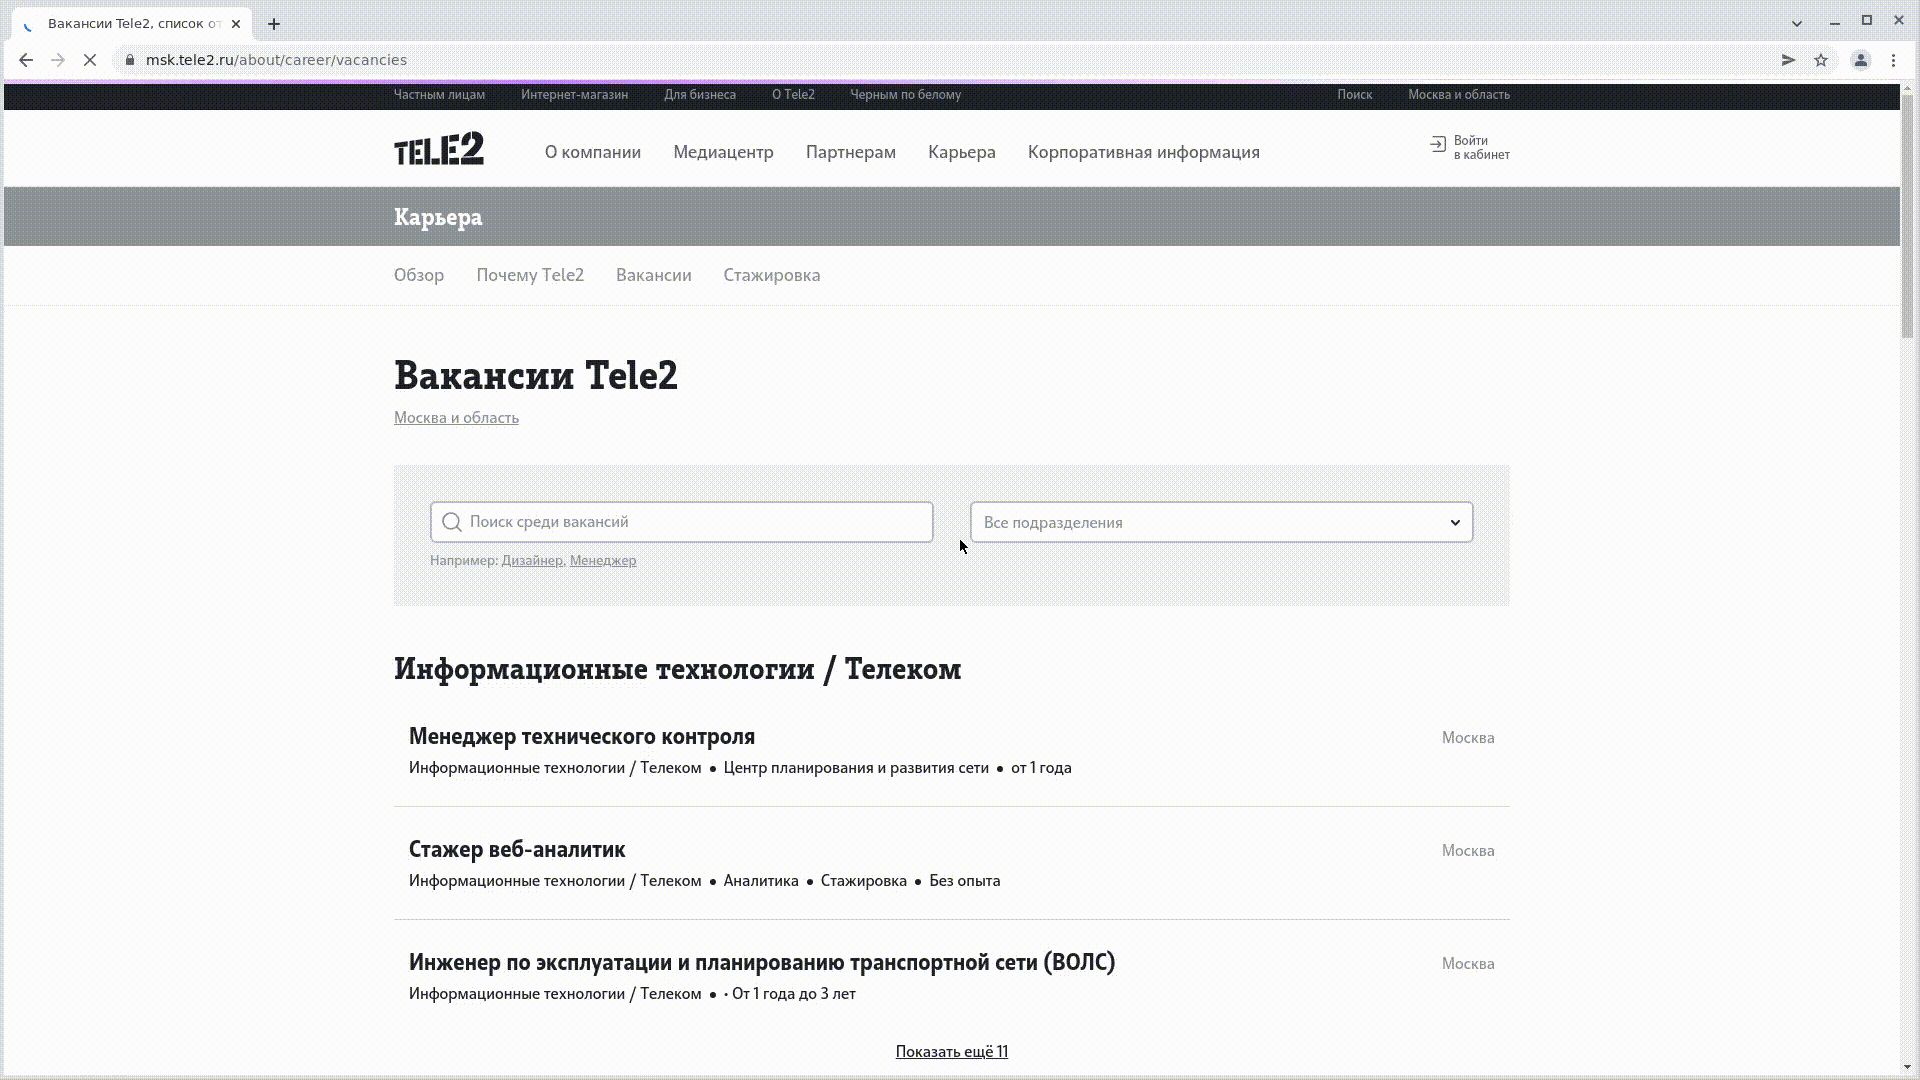 Вакансии Tele2, список от
msk.tele2.ru/about/career/vacancies
Частным лицам Интернет-магазин Для бизнеса О Tele2 Черным по белому Поиск Москва и область
TELE2 О компании Медиацентр Партнерам Карьера Корпоративная информация
Войти
в кабинет
Карьера
Обзор Почему Tele2 Вакансии Стажировка
Вакансии Tele2
Москва и область
Поиск среди вакансий Все подразделения
Например: Дизайнер, Менеджер
Информационные технологии / Телеком
Менеджер технического контроля Москва
Информационные технологии / Телеком ● Центр планирования и развития сети ● от 1 года
Стажер веб-аналитик Москва
Информационные технологии / Телеком ● Аналитика ● Стажировка ● Без опыта
Инженер по эксплуатации и планированию транспортной сети (ВОЛС) Москва
Информационные технологии / Телеком ● · От 1 года до 3 лет
Показать ещё 11